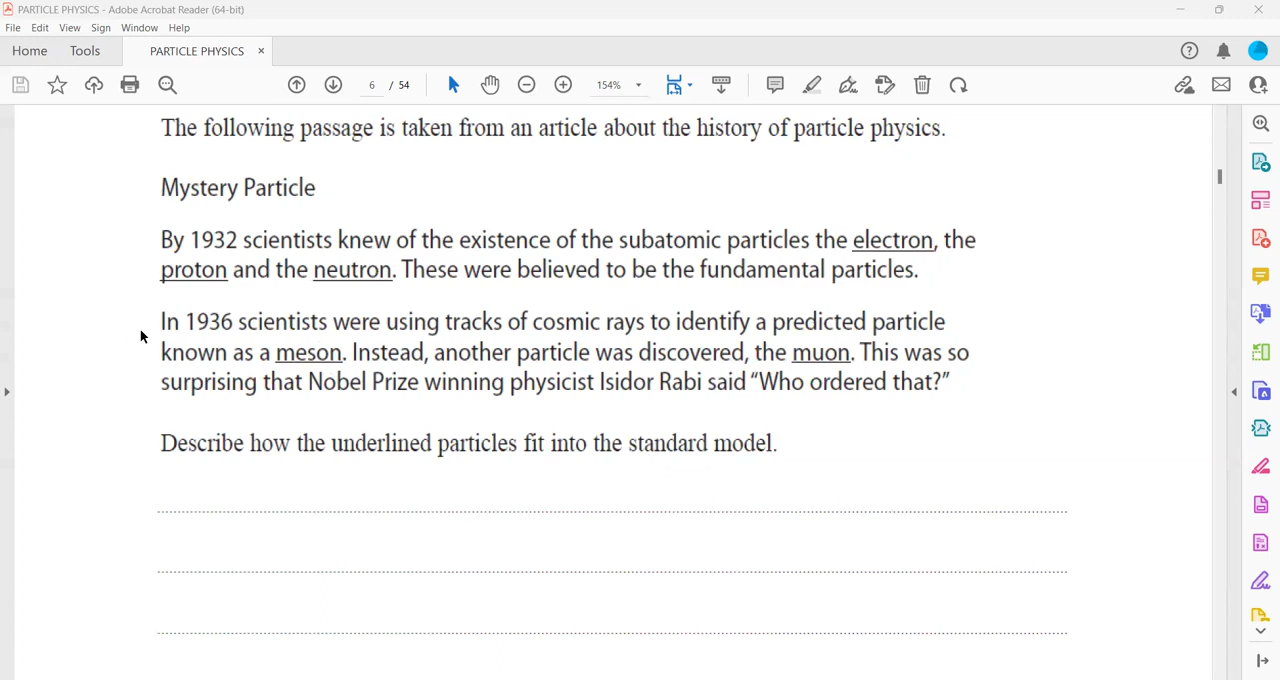 PARTICLE PHYSICS - Adobe Acrobat Reader (64-bit)
File Edit View Sign Window Help
Home Tools PARTICLE PHYSICS ×
6 / 54 154%
The following passage is taken from an article about the history of particle physics.
Mystery Particle
By 1932 scientists knew of the existence of the subatomic particles the electron, the
proton and the neutron. These were believed to be the fundamental particles.
In 1936 scientists were using tracks of cosmic rays to identify a predicted particle
known as a meson. Instead, another particle was discovered, the muon. This was so
surprising that Nobel Prize winning physicist Isidor Rabi said “Who ordered that?”
Describe how the underlined particles fit into the standard model.